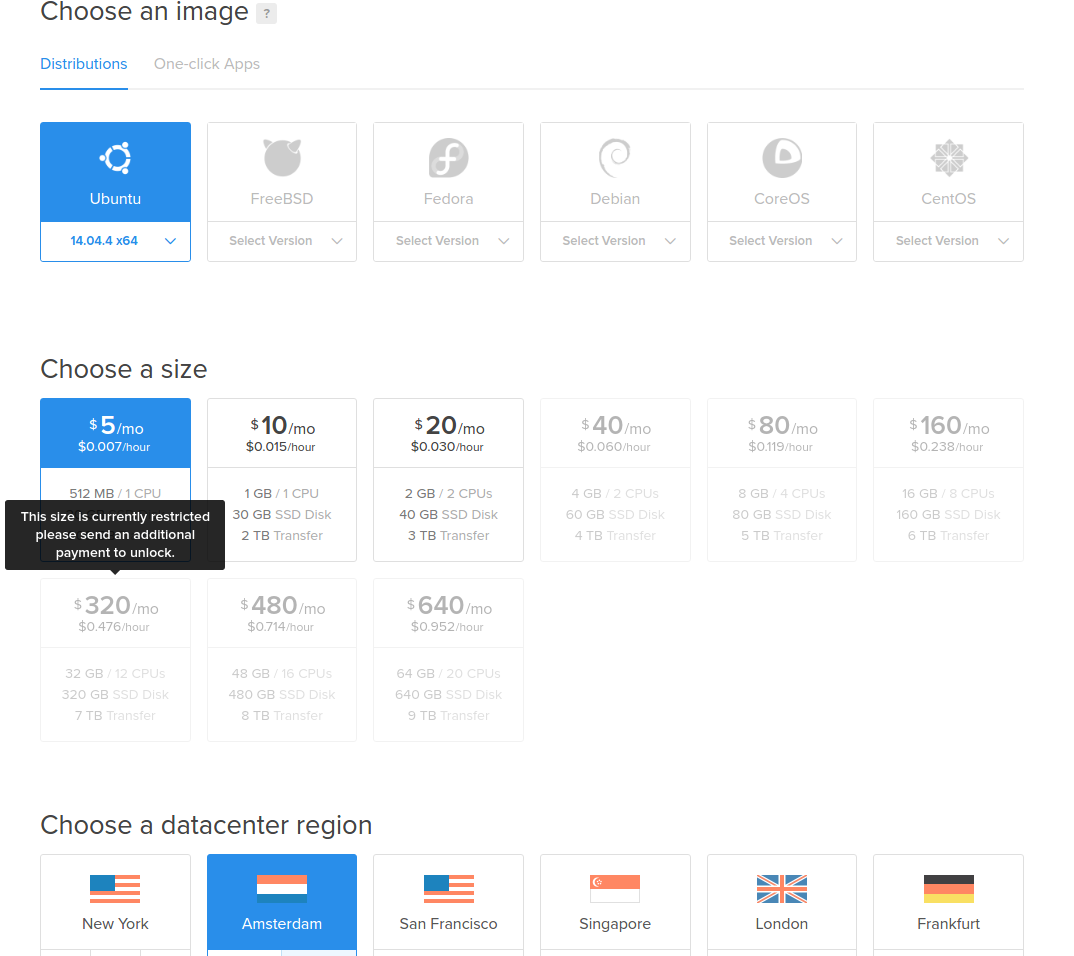 Choose an image ?
Distributions One-click Apps
Ubuntu FreeBSD Fedora Debian CoreOS CentOS
14.04.4 x64 Select Version Select Version Select Version Select Version Select Version
Choose a size
$5/mo $10/mo $20/mo $40/mo $80/mo $160/mo
$0.007/hour $0.015/hour $0.030/hour $0.060/hour $0.119/hour $0.238/hour
512 MB / 1 CPU 1 GB / 1 CPU 2 GB / 2 CPUs 4 GB / 2 CPUs 8 GB / 4 CPUs 16 GB / 8 CPUs
30 GB SSD Disk 40 GB SSD Disk 60 GB SSD Disk 80 GB SSD Disk 160 GB SSD Disk
2 TB Transfer 3 TB Transfer 4 TB Transfer 5 TB Transfer 6 TB Transfer
This size is currently restricted
please send an additional
payment to unlock.
$320/mo $480/mo $640/mo
$0.476/hour $0.714/hour $0.952/hour
32 GB / 12 CPUs 48 GB / 16 CPUs 64 GB / 20 CPUs
320 GB SSD Disk 480 GB SSD Disk 640 GB SSD Disk
7 TB Transfer 8 TB Transfer 9 TB Transfer
Choose a datacenter region
New York Amsterdam San Francisco Singapore London Frankfurt